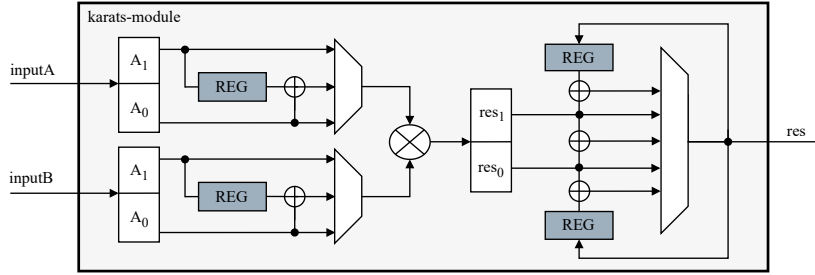 karats-module
inputA
A1
A0
REG
inputB
A1
A0
REG
res1
res0
REG
REG
res